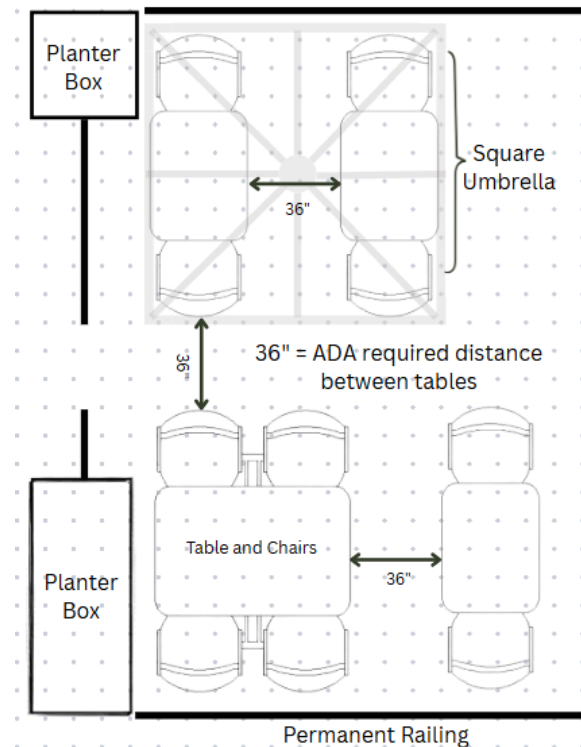 Planter
Box
Square
Umbrella
36"
36"
36" = ADA required distance
between tables
Table and Chairs
36"
Planter
Box
Permanent Railing